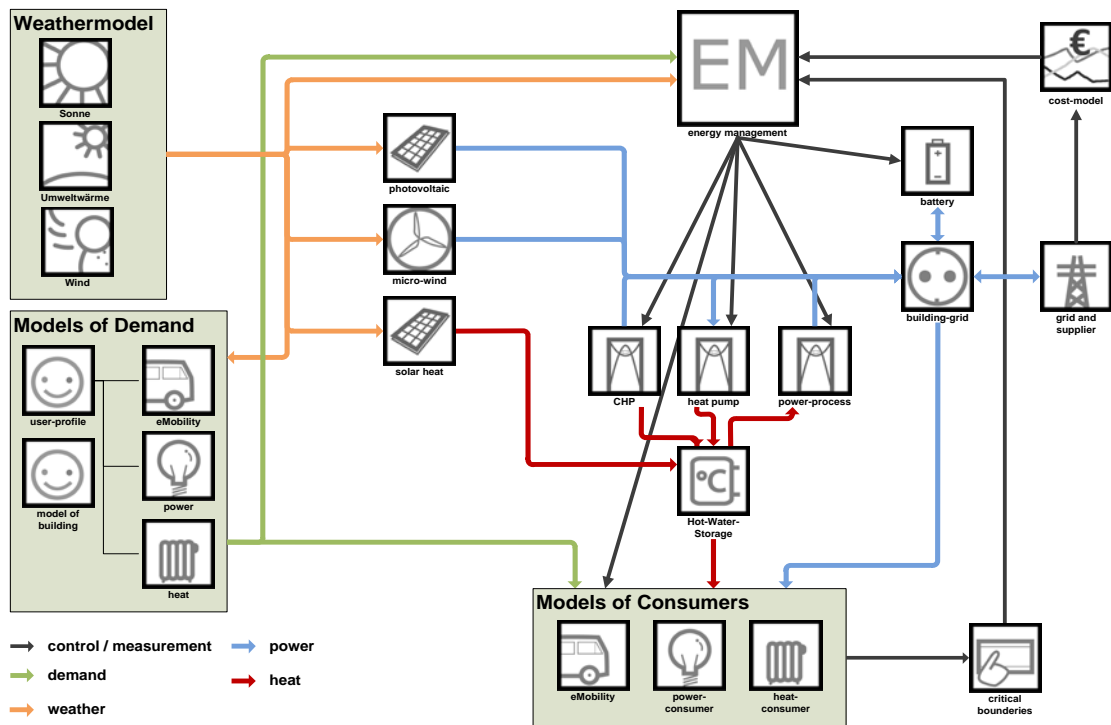 Weathermodel
Sonne
Umweltwärme
Wind
EM
energy management
€
cost-model
photovoltaic
battery
micro-wind
building-grid
grid and
supplier
solar heat
CHP
heat pump
power-process
Models of Demand
user-profile
eMobility
model of
building
power
heat
°C
Hot-Water-
Storage
Models of Consumers
eMobility
power-
consumer
heat-
consumer
critical
bounderies
control / measurement
demand
weather
power
heat